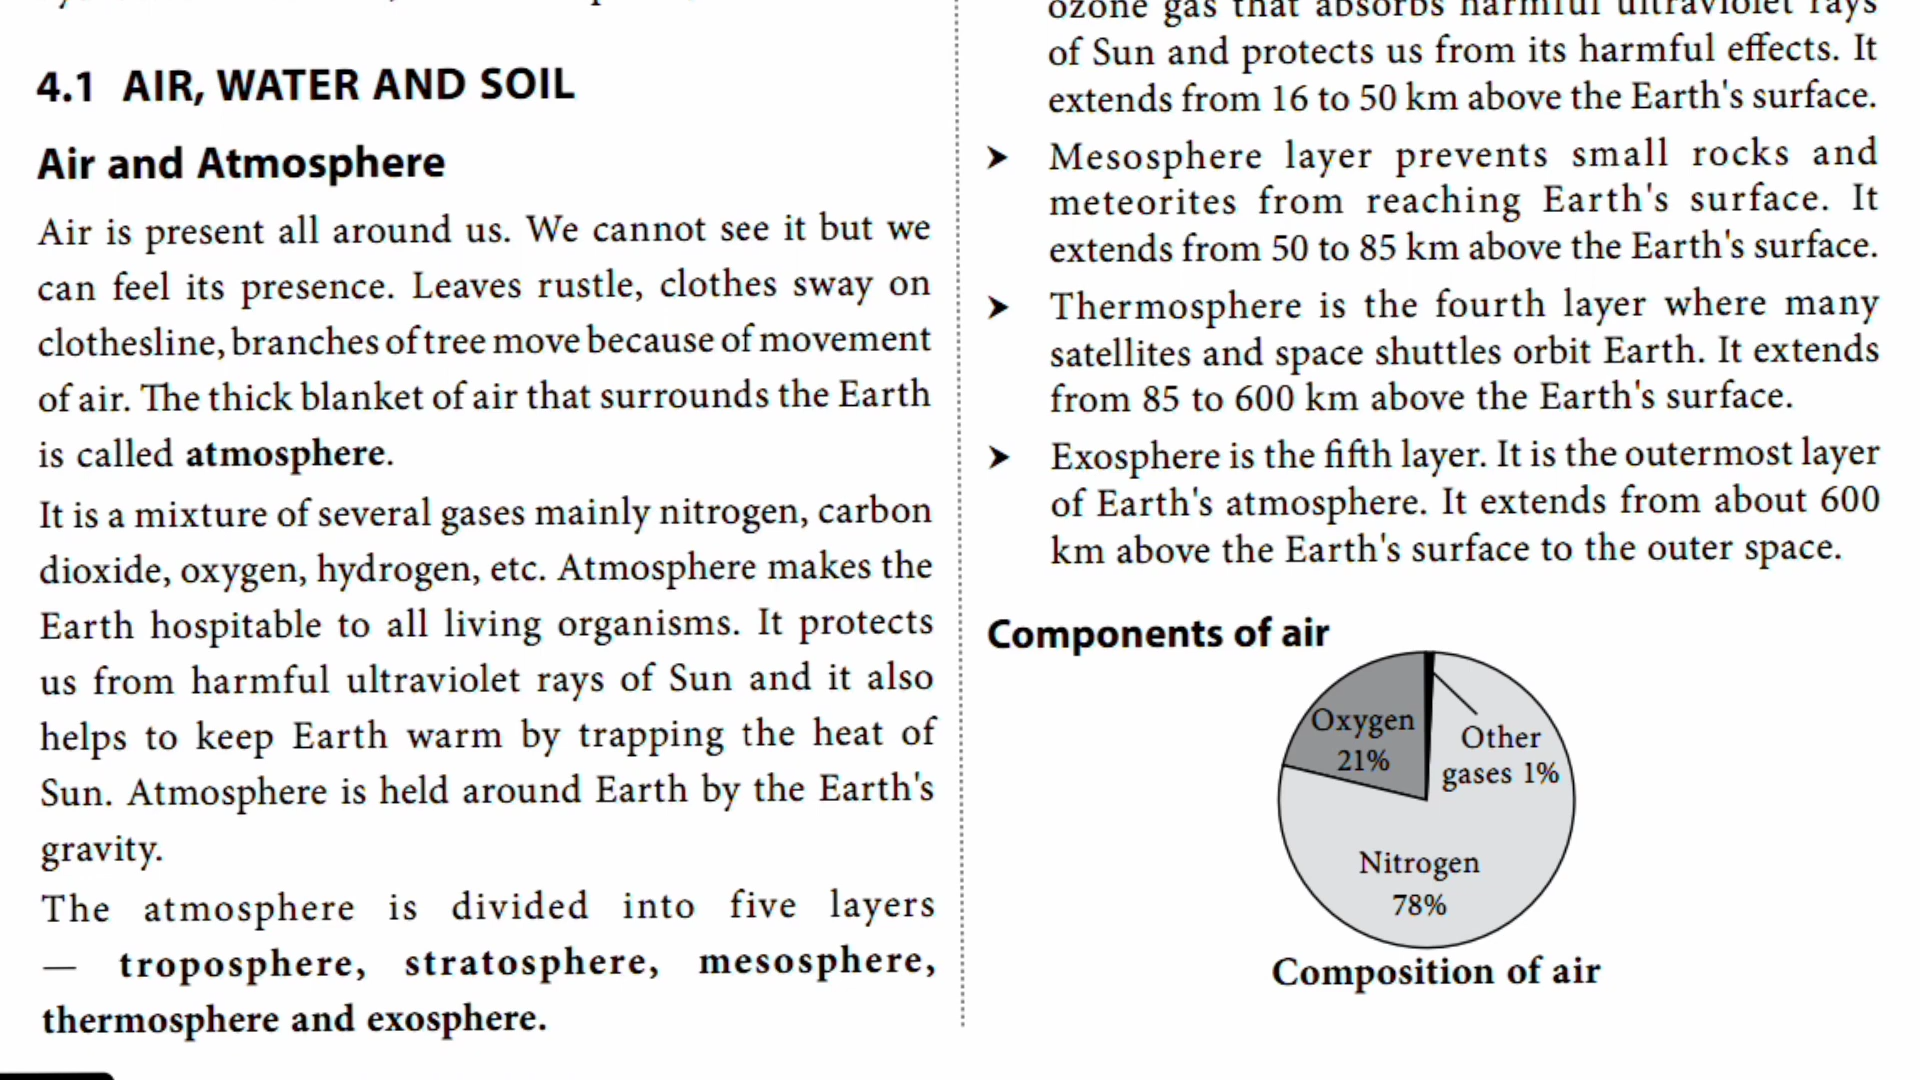 4.1 AIR, WATER AND SOIL
Air and Atmosphere
Air is present all around us. We cannot see it but we
can feel its presence. Leaves rustle, clothes sway on
clothesline, branches of tree move because of movement
of air. The thick blanket of air that surrounds the Earth
is called atmosphere.
It is a mixture of several gases mainly nitrogen, carbon
dioxide, oxygen, hydrogen, etc. Atmosphere makes the
Earth hospitable to all living organisms. It protects
us from harmful ultraviolet rays of Sun and it also
helps to keep Earth warm by trapping the heat of
Sun. Atmosphere is held around Earth by the Earth's
gravity.
The atmosphere is divided into five layers
— troposphere, stratosphere, mesosphere,
thermosphere and exosphere.
ozone gas that absorbs harmful ultraviolet rays
of Sun and protects us from its harmful effects. It
extends from 16 to 50 km above the Earth's surface.
➤ Mesosphere layer prevents small rocks and
meteorites from reaching Earth's surface. It
extends from 50 to 85 km above the Earth's surface.
➤ Thermosphere is the fourth layer where many
satellites and space shuttles orbit Earth. It extends
from 85 to 600 km above the Earth's surface.
➤ Exosphere is the fifth layer. It is the outermost layer
of Earth's atmosphere. It extends from about 600
km above the Earth's surface to the outer space.
Components of air
Oxygen
21%
Other
gases 1%
Nitrogen
78%
Composition of air